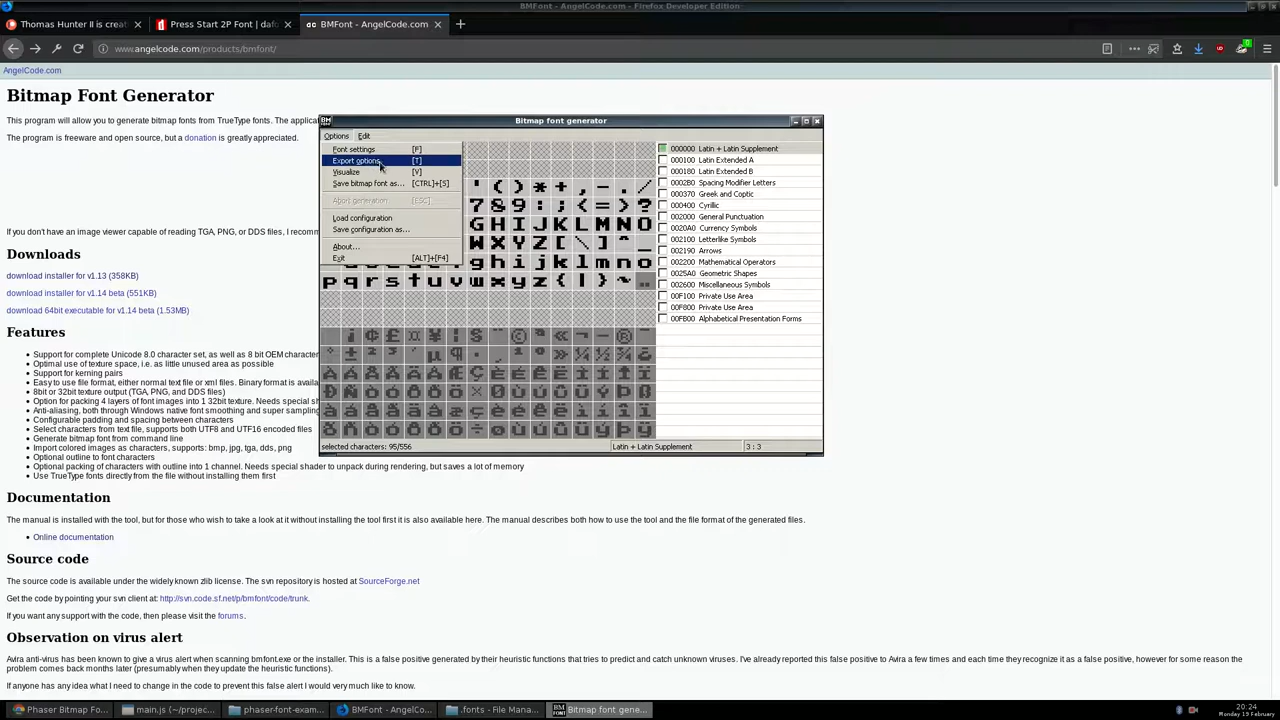 BMFont - AngelCode.com - Firefox Developer Edition
Thomas Hunter II is creat
Press Start 2P Font | dafo
BMFont - AngelCode.com
www.angelcode.com/products/bmfont/
AngelCode.com
Bitmap Font Generator
This program will allow you to generate bitmap fonts from TrueType fonts. The applicat
The program is freeware and open source, but a donation is greatly appreciated.
If you don't have an image viewer capable of reading TGA, PNG, or DDS files, I recom
Downloads
download installer for v1.13 (358KB)
download installer for v1.14 beta (551KB)
download 64bit executable for v1.14 beta (1.53MB)
Features
Support for complete Unicode 8.0 character set, as well as 8 bit OEM character
Optimal use of texture space, i.e. as little unused area as possible
Support for kerning pairs
Easy to use file format, either normal text file or xml files. Binary format is availa
8bit or 32bit texture output (TGA, PNG, and DDS files)
Option for packing 4 layers of font images into 1 32bit texture. Needs special sh
Anti-aliasing, both through Windows native font smoothing and super sampling
Configurable padding and spacing between characters
Select characters from text file, supports both UTF8 and UTF16 encoded files
Generate bitmap font from command line
Import colored images as characters, supports: bmp, jpg, tga, dds, png
Optional outline to font characters
Optional packing of characters with outline into 1 channel. Needs special shader to unpack during rendering, but saves a lot of memory
Use TrueType fonts directly from the file without installing them first
Documentation
The manual is installed with the tool, but for those who wish to take a look at it without installing the tool first it is also available here. The manual describes both how to use the tool and the file format of the generated files.
Online documentation
Source code
The source code is available under the widely known zlib license. The svn repository is hosted at SourceForge.net
Get the code by pointing your svn client at: http://svn.code.sf.net/p/bmfont/code/trunk.
If you want any support with the code, then please visit the forums.
Observation on virus alert
Avira anti-virus has been known to give a virus alert when scanning bmfont.exe or the installer. This is a false positive generated by their heuristic functions that tries to predict and catch unknown viruses. I've already reported this false positive to Avira a few times and each time they recognize it as a false positive, however for some reason the
problem comes back months later (presumably when they update the heuristic functions).
If anyone has any idea what I need to change in the code to prevent this false alert I would very much like to know.
BM Bitmap font generator
Options Edit
Font settings [F]
Export options [T]
Visualize [V]
Save bitmap font as... [CTRL]+[S]
Abort generation [ESC]
Load configuration
Save configuration as...
About...
Exit [ALT]+[F4]
' ( ) * + , - . /
7 8 9 : ; < = > ? @
G H I J K L M N O
W X Y Z [ \ ] ^ _
g h i j k l m n o
p q r s t u v w x y z { | } ~
000000 Latin + Latin Supplement
000100 Latin Extended A
000180 Latin Extended B
0002B0 Spacing Modifier Letters
000370 Greek and Coptic
000400 Cyrillic
002000 General Punctuation
0020A0 Currency Symbols
002100 Letterlike Symbols
002190 Arrows
002200 Mathematical Operators
0025A0 Geometric Shapes
002600 Miscellaneous Symbols
00F100 Private Use Area
00F800 Private Use Area
00FB00 Alphabetical Presentation Forms
selected characters: 95/556
Latin + Latin Supplement
3 : 3
Phaser Bitmap Fo...
main.js (~/projec...
phaser-font-exam...
BMFont - AngelCo...
.fonts - File Mana...
Bitmap font gene...
20:24
Monday 19 February